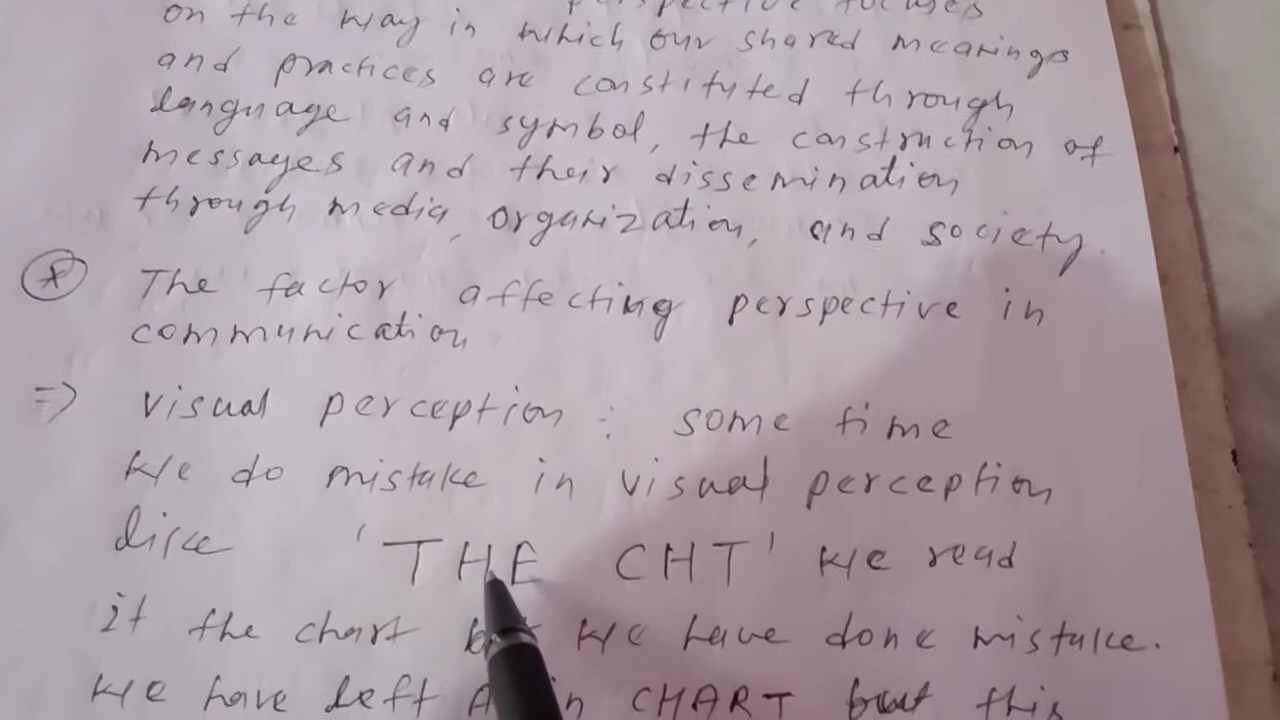 on the way in which our shared meanings
and practices are constituted through
language and symbol, the construction of
messages and their dissemination
through media, organization, and society.
* The factor affecting perspective in
communication
=> visual perception : some time
we do mistake in visual perception
like 'THE CHT' we read
it the chart we have done mistake.
we have left A in CHART but this